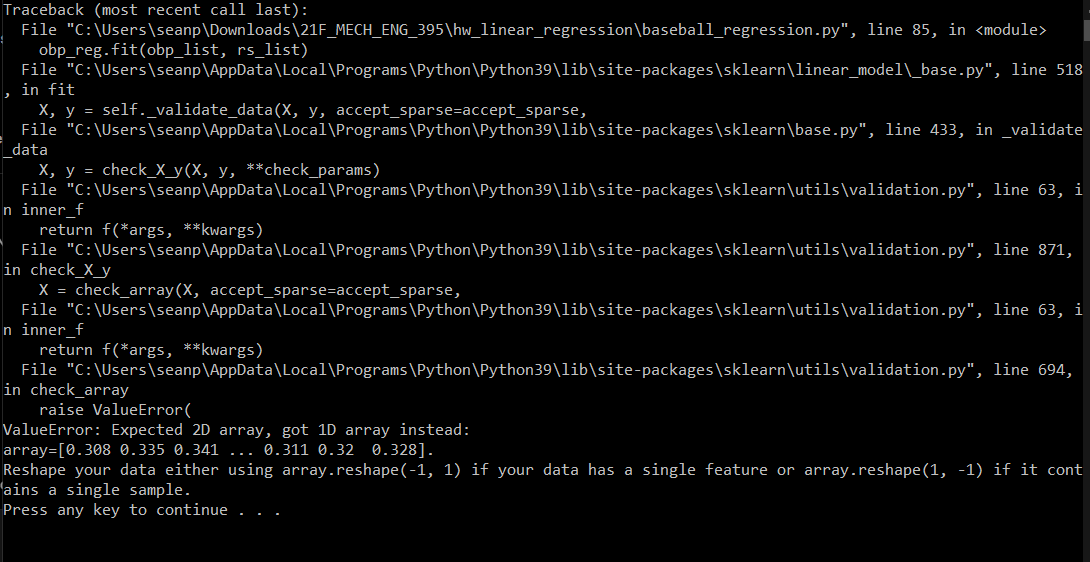 Traceback (most recent call last):
  File "C:\Users\seanp\Downloads\21F_MECH_ENG_395\hw_linear_regression\baseball_regression.py", line 85, in <module>
    obp_reg.fit(obp_list, rs_list)
  File "C:\Users\seanp\AppData\Local\Programs\Python\Python39\lib\site-packages\sklearn\linear_model\_base.py", line 518
, in fit
    X, y = self._validate_data(X, y, accept_sparse=accept_sparse,
  File "C:\Users\seanp\AppData\Local\Programs\Python\Python39\lib\site-packages\sklearn\base.py", line 433, in _validate
_data
    X, y = check_X_y(X, y, **check_params)
  File "C:\Users\seanp\AppData\Local\Programs\Python\Python39\lib\site-packages\sklearn\utils\validation.py", line 63, i
n inner_f
    return f(*args, **kwargs)
  File "C:\Users\seanp\AppData\Local\Programs\Python\Python39\lib\site-packages\sklearn\utils\validation.py", line 871,
in check_X_y
    X = check_array(X, accept_sparse=accept_sparse,
  File "C:\Users\seanp\AppData\Local\Programs\Python\Python39\lib\site-packages\sklearn\utils\validation.py", line 63, i
n inner_f
    return f(*args, **kwargs)
  File "C:\Users\seanp\AppData\Local\Programs\Python\Python39\lib\site-packages\sklearn\utils\validation.py", line 694,
in check_array
    raise ValueError(
ValueError: Expected 2D array, got 1D array instead:
array=[0.308 0.335 0.341 ... 0.311 0.32  0.328].
Reshape your data either using array.reshape(-1, 1) if your data has a single feature or array.reshape(1, -1) if it cont
ains a single sample.
Press any key to continue . . .